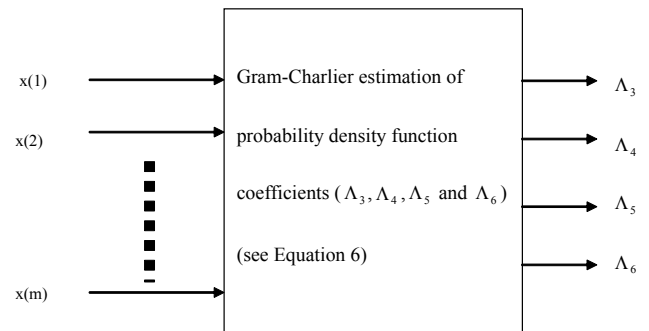 x(1)
x(2)
x(m)
Gram-Charlier estimation of
probability density function
coefficients (Λ₃, Λ₄, Λ₅ and Λ₆)
(see Equation 6)
Λ₃
Λ₄
Λ₅
Λ₆